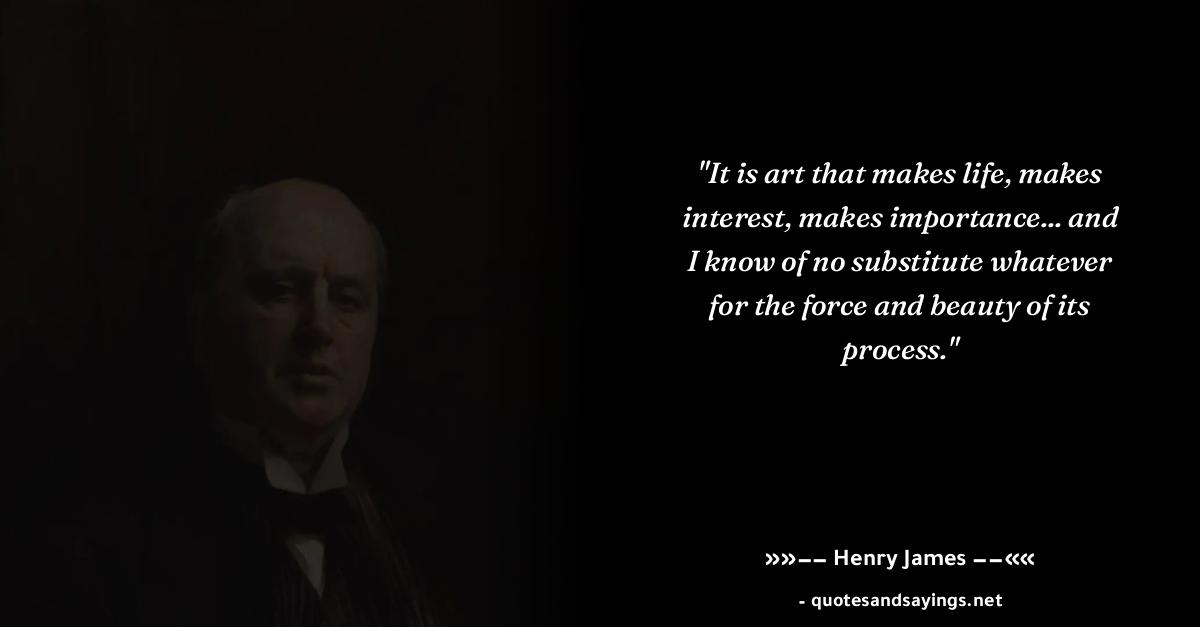 "It is art that makes life, makes
interest, makes importance... and
I know of no substitute whatever
for the force and beauty of its
process."
»»−− Henry James −−««
- quotesandsayings.net